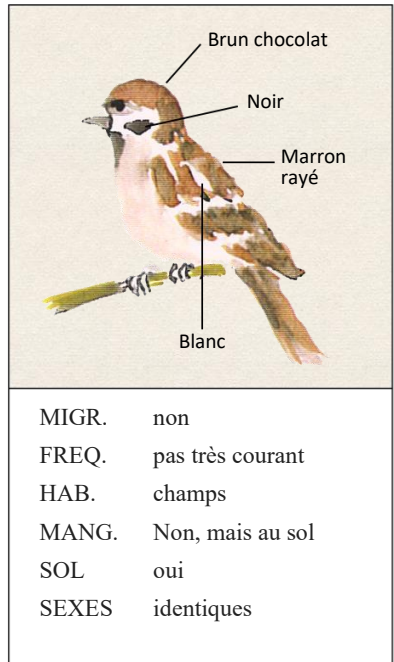 Brun chocolat
Noir
Marron
rayé
Blanc
MIGR. non
FREQ. pas très courant
HAB. champs
MANG. Non, mais au sol
SOL oui
SEXES identiques